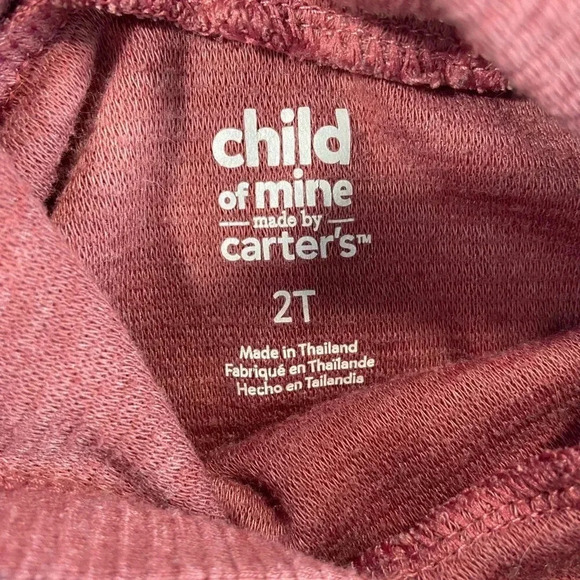 child
of mine
made by
carter's™
2T
Made in Thailand
Fabriqué en Thaïlande
Hecho en Tailandia